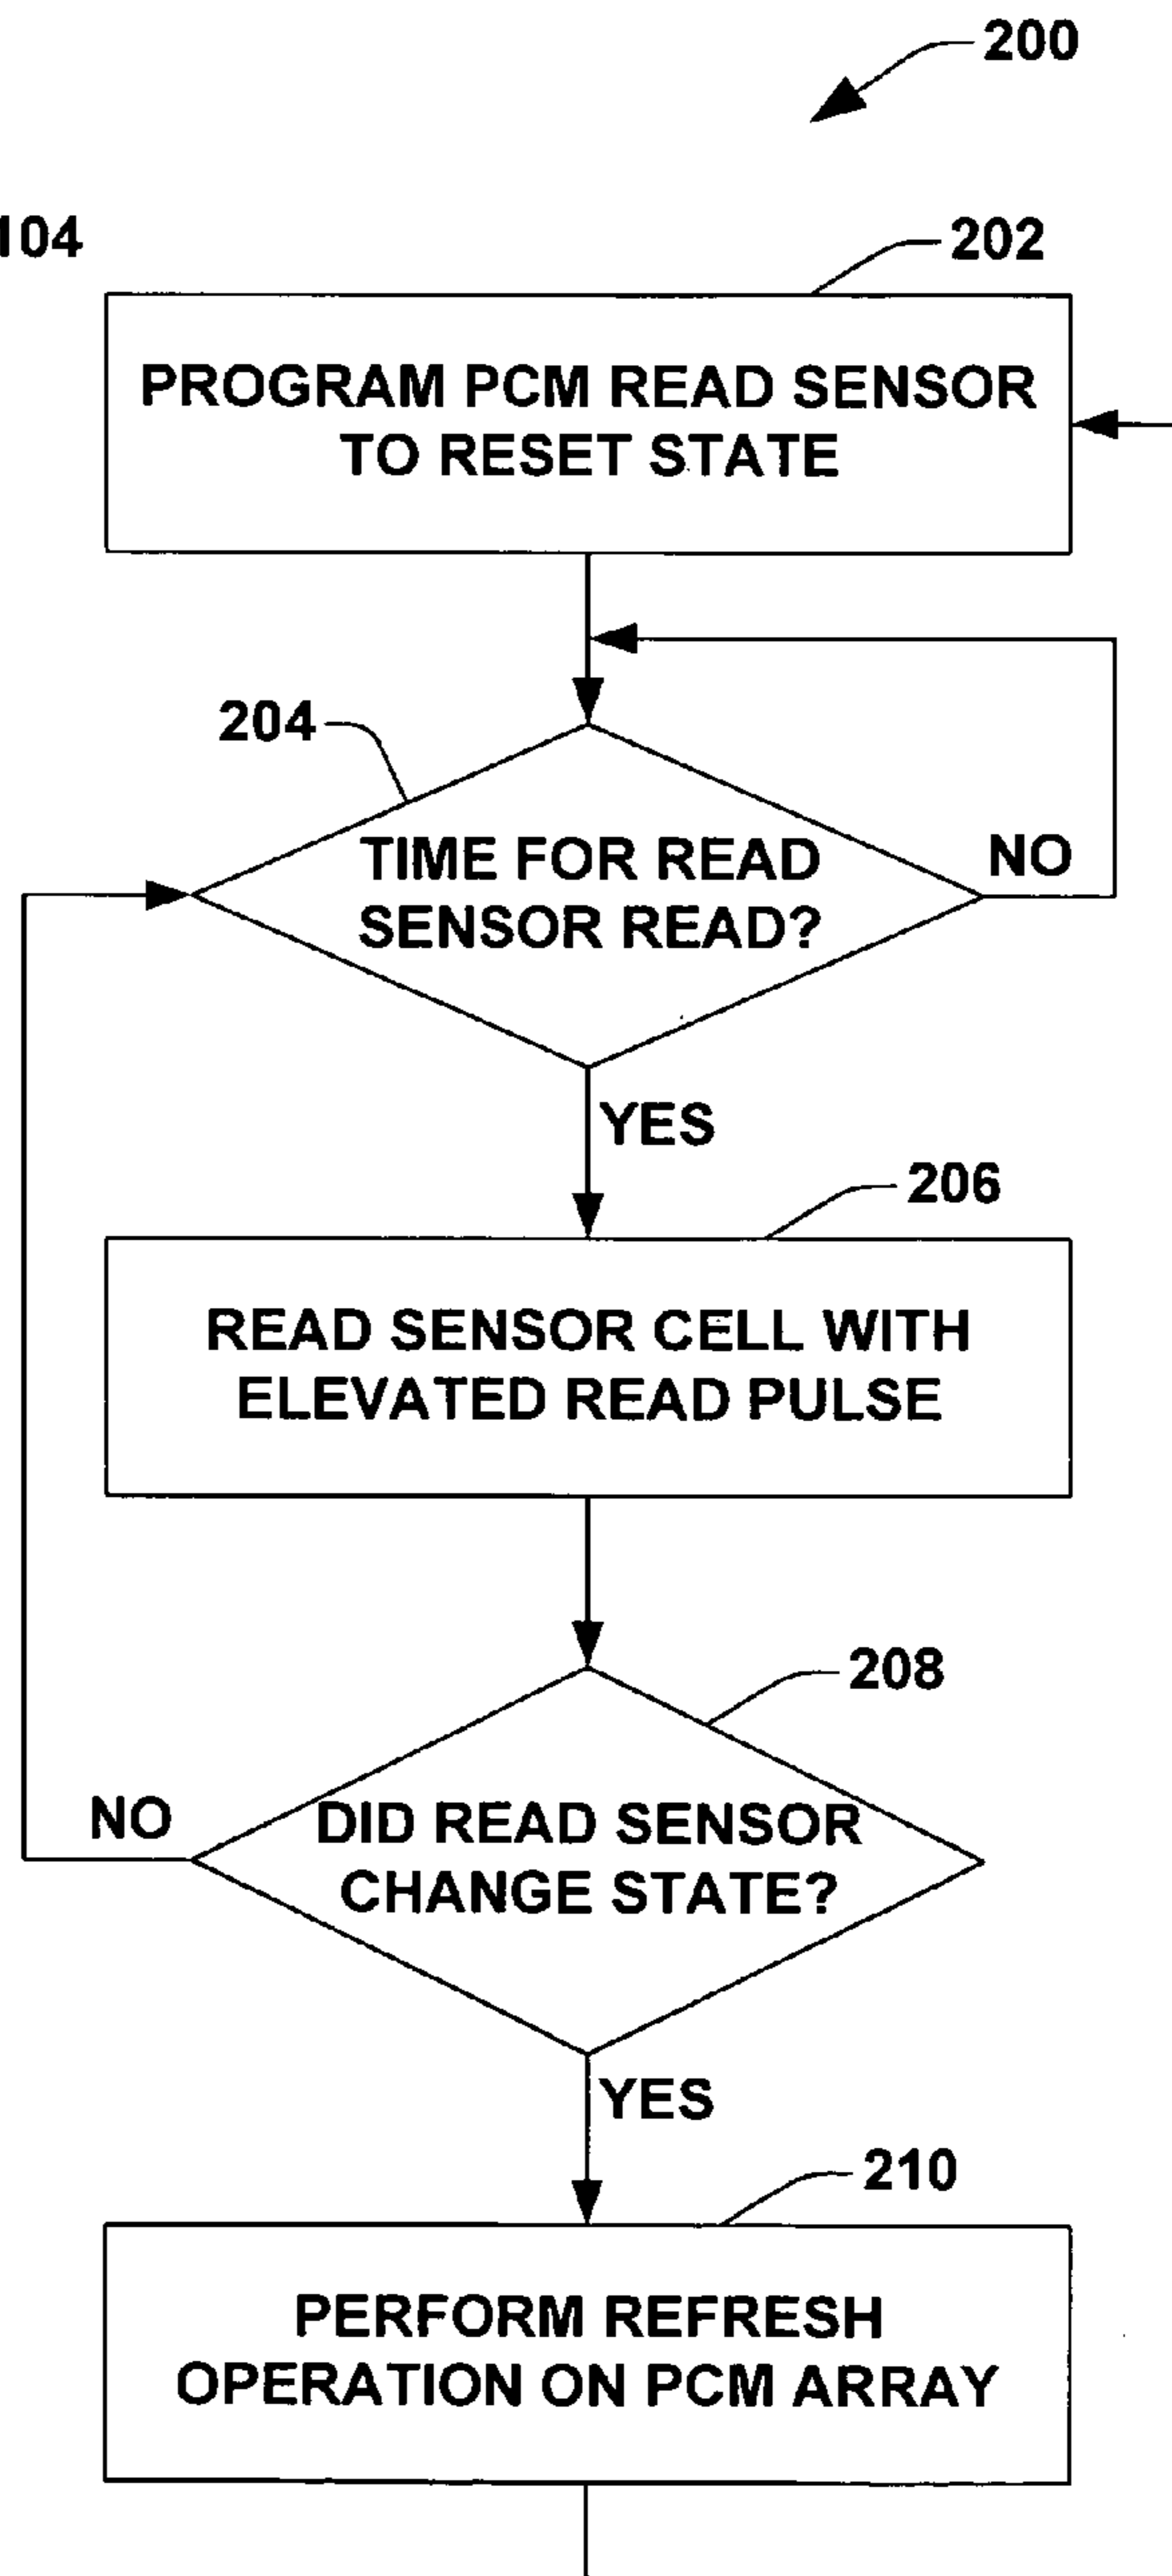 200
104
202
PROGRAM PCM READ SENSOR
TO RESET STATE
204
TIME FOR READ
SENSOR READ?
NO
YES
206
READ SENSOR CELL WITH
ELEVATED READ PULSE
208
NO
DID READ SENSOR
CHANGE STATE?
YES
210
PERFORM REFRESH
OPERATION ON PCM ARRAY